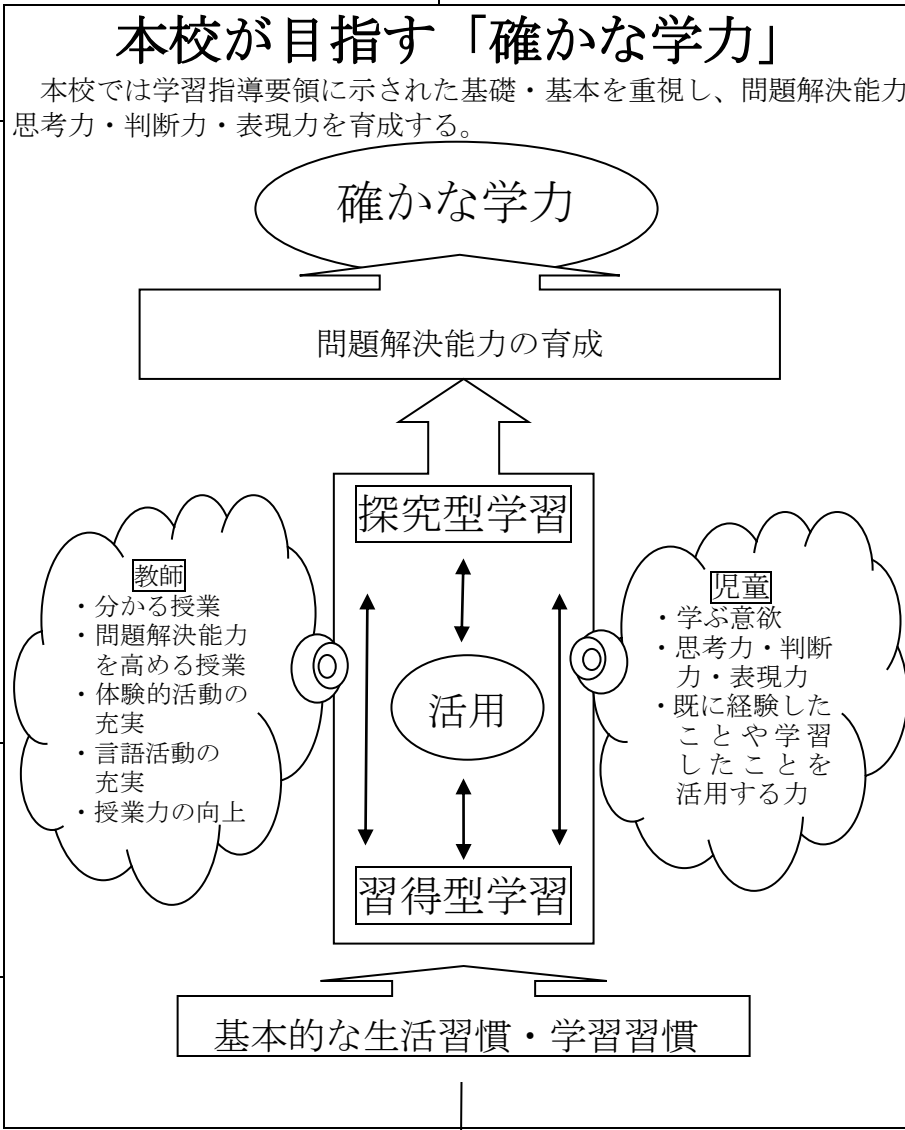 本校が目指す「確かな学力」
本校では学習指導要領に示された基礎・基本を重視し、問題解決能力
思考力・判断力・表現力を育成する。
確かな学力
問題解決能力の育成
探究型学習
教師
・分かる授業
・問題解決能力
を高める授業
・体験的活動の
充実
・言語活動の
充実
・授業力の向上
活用
児童
・学ぶ意欲
・思考力・判断
力・表現力
・既に経験した
ことや学習
したことを
活用する力
習得型学習
基本的な生活習慣・学習習慣